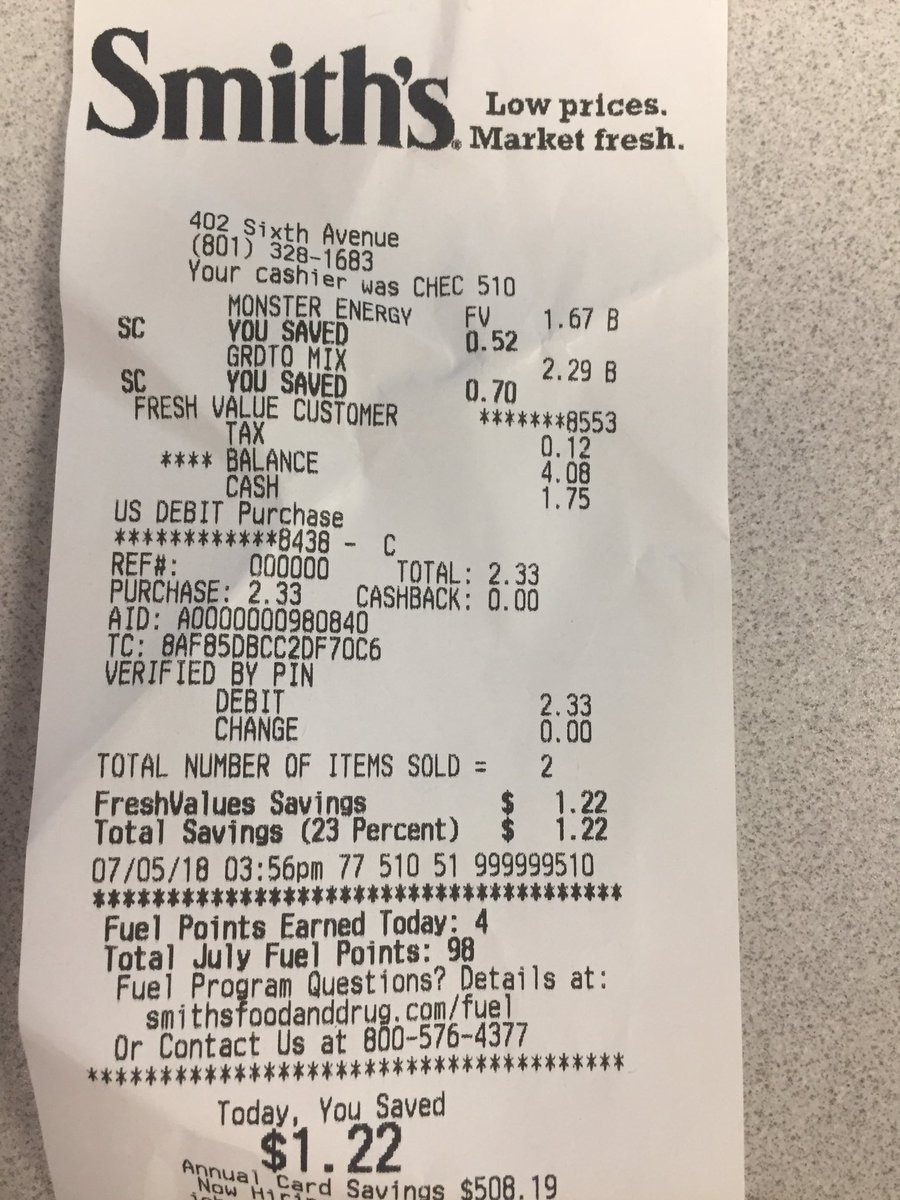 Smith's
Low prices.
Market fresh.
402 Sixth Avenue
(801) 328-1683
Your cashier was CHEC 510
MONSTER ENERGY FV 1.67 B
SC YOU SAVED 0.52
GRDTO MIX 2.29 B
SC YOU SAVED 0.70
FRESH VALUE CUSTOMER *******8553
TAX 0.12
**** BALANCE 4.08
CASH 1.75
US DEBIT Purchase
************8438 - C
REF#: 000000 TOTAL: 2.33
PURCHASE: 2.33 CASHBACK: 0.00
AID: A0000000980840
TC: 8AF85DBCC2DF70C6
VERIFIED BY PIN
DEBIT 2.33
CHANGE 0.00
TOTAL NUMBER OF ITEMS SOLD = 2
FreshValues Savings $ 1.22
Total Savings (23 Percent) $ 1.22
07/05/18 03:56pm 77 510 51 999999510
****************************************
Fuel Points Earned Today: 4
Total July Fuel Points: 98
Fuel Program Questions? Details at:
smithsfoodanddrug.com/fuel
Or Contact Us at 800-576-4377
****************************************
Today, You Saved
$1.22
Annual Card Savings $508.19
Now